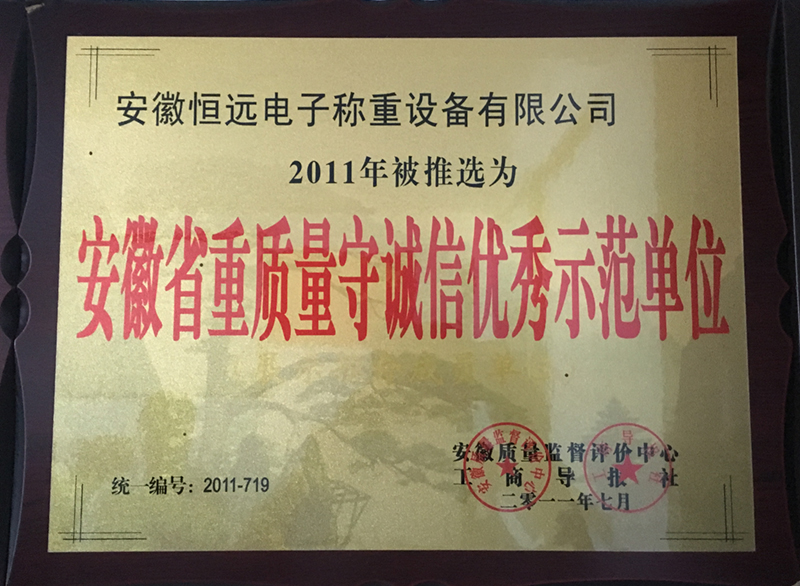 安徽恒远电子称重设备有限公司
2011年被推选为
安徽省重质量守诚信优秀示范单位
安徽质量监督评价中心
工商导报社
统一编号：2011-719
二零一一年七月